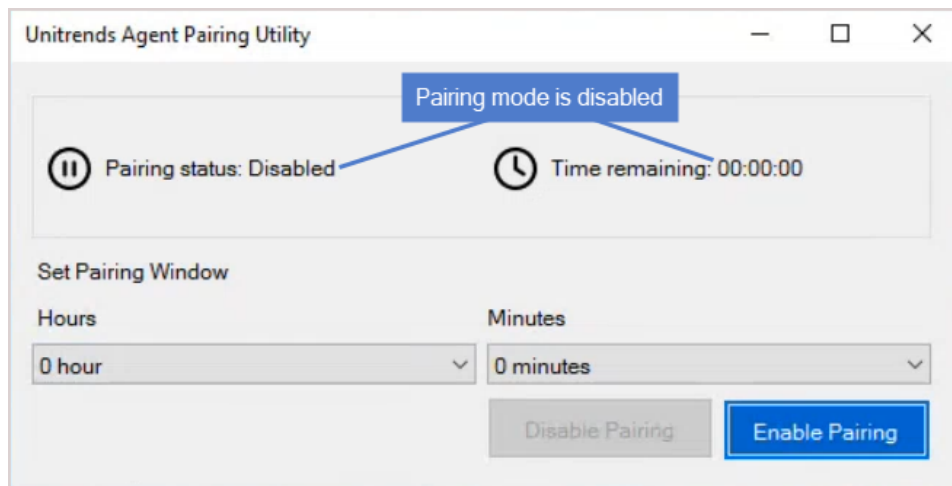 Unitrends Agent Pairing Utility
Pairing mode is disabled
Pairing status: Disabled
Time remaining: 00:00:00
Set Pairing Window
Hours
Minutes
0 hour
0 minutes
Disable Pairing
Enable Pairing